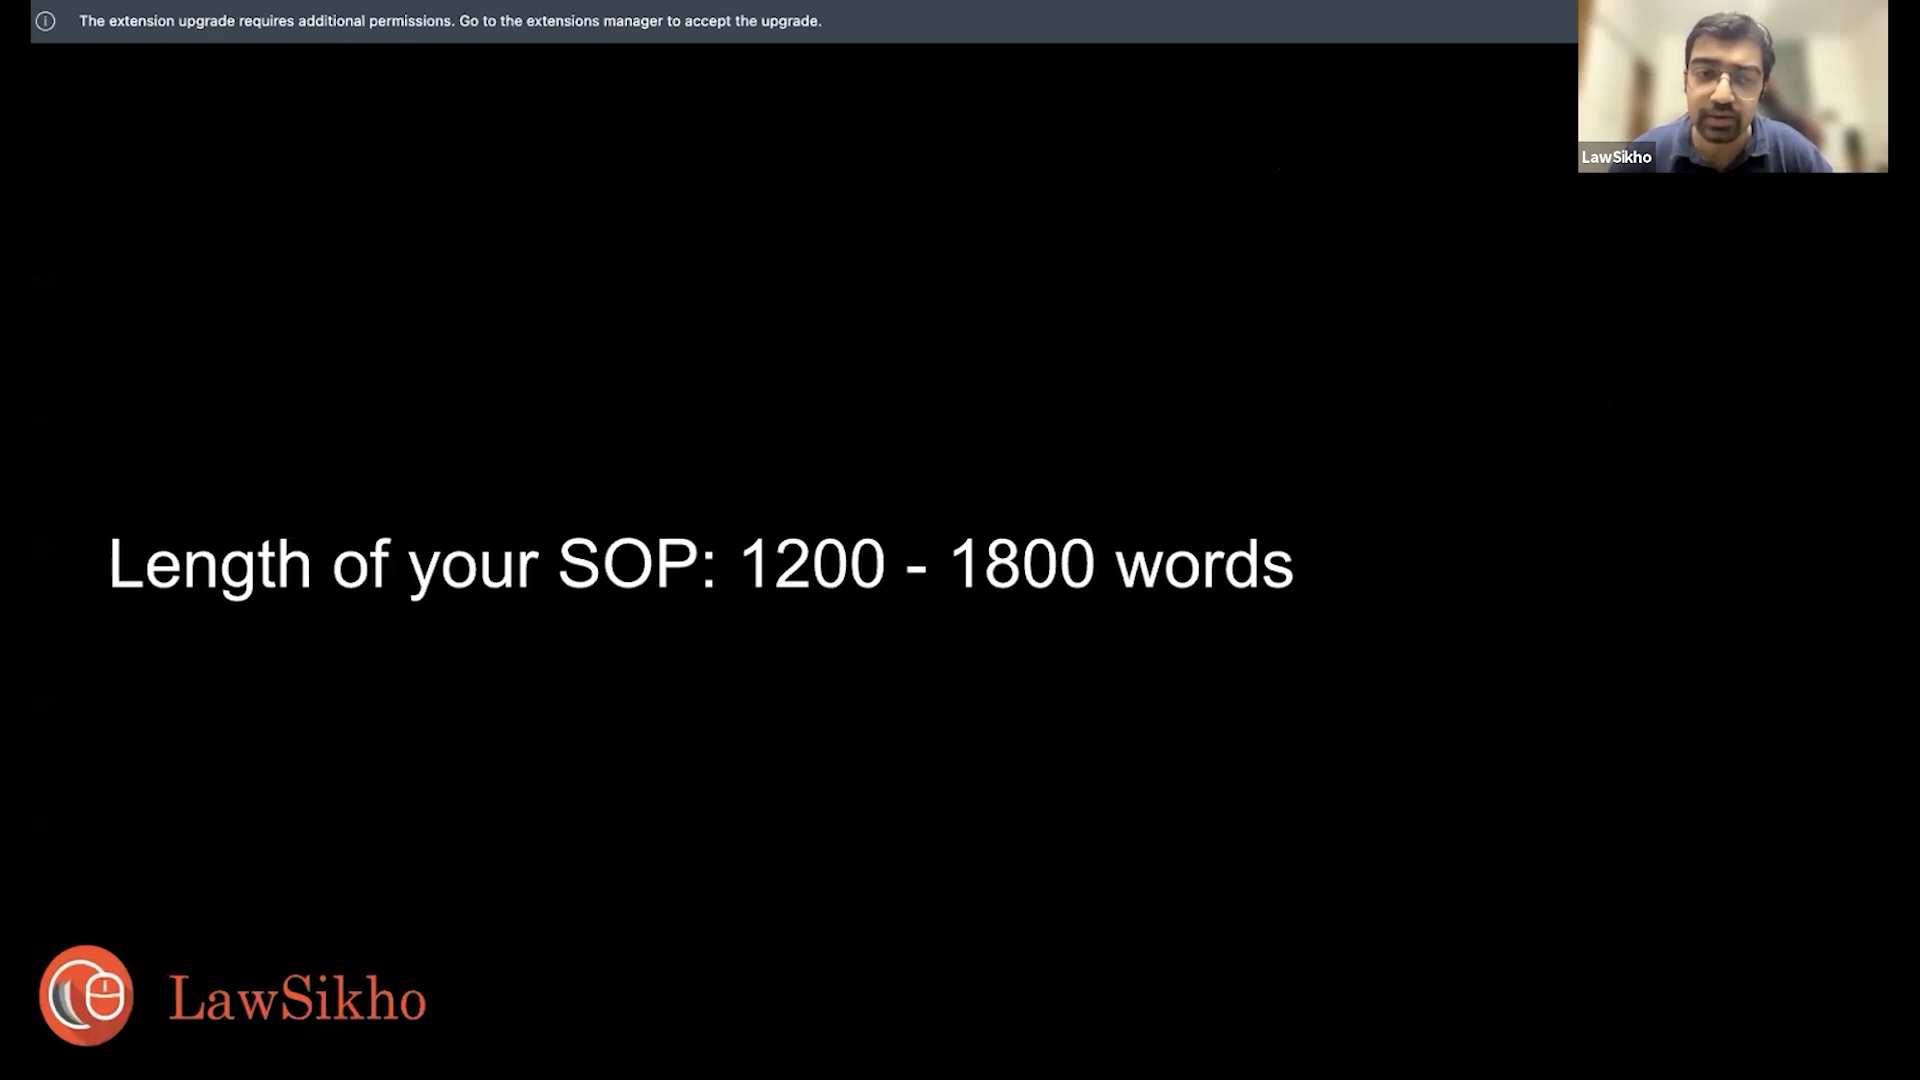 The extension upgrade requires additional permissions. Go to the extensions manager to accept the upgrade.
LawSikho
Length of your SOP: 1200 - 1800 words
LawSikho